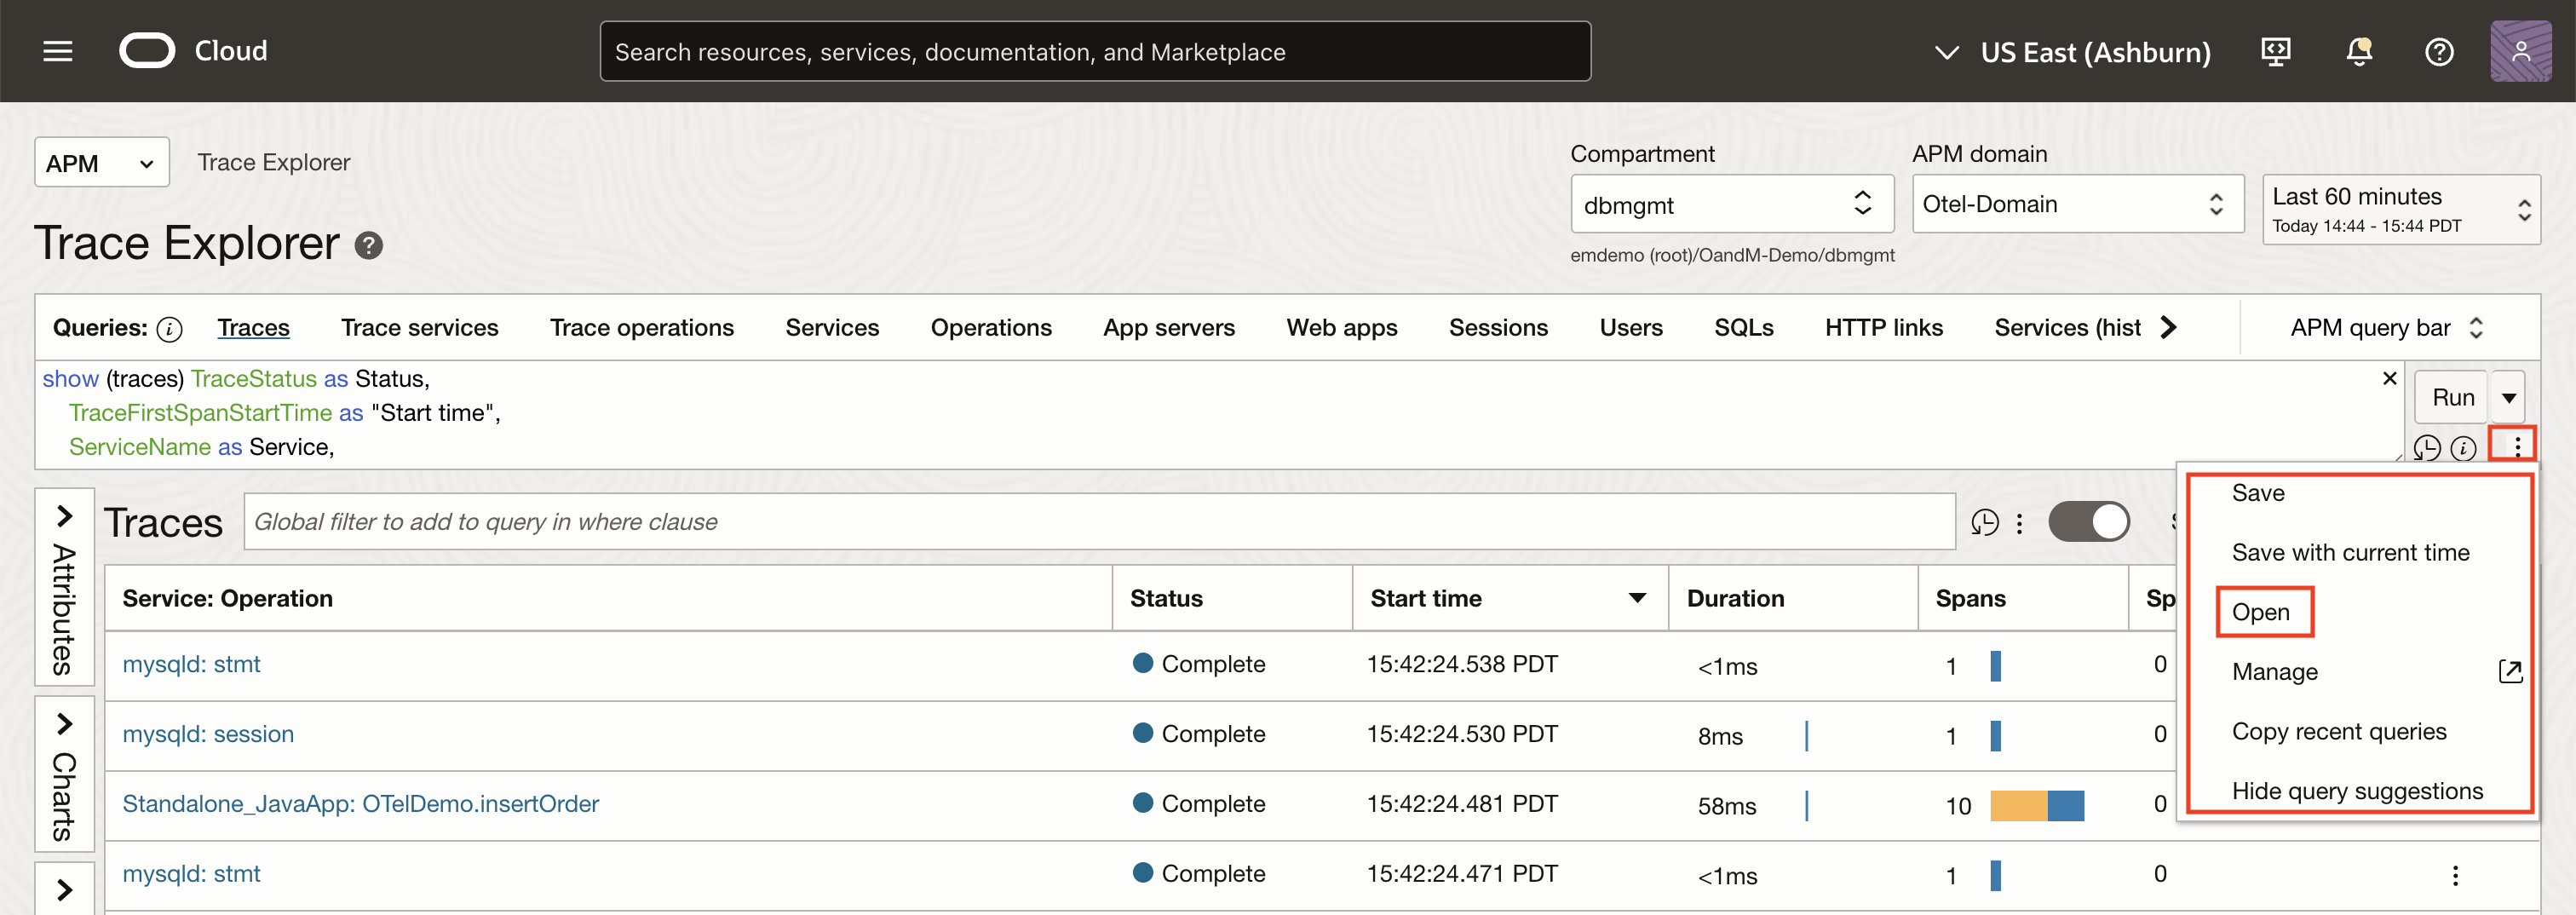 Cloud
Search resources, services, documentation, and Marketplace
US East (Ashburn)
APM
Trace Explorer
Compartment
APM domain
dbmgmt
Otel-Domain
Last 60 minutes
Today 14:44 - 15:44 PDT
emdemo (root)/OandM-Demo/dbmgmt
Trace Explorer
Queries: Traces Trace services Trace operations Services Operations App servers Web apps Sessions Users SQLs HTTP links Services (hist APM query bar
show (traces) TraceStatus as Status,
TraceFirstSpanStartTime as "Start time",
ServiceName as Service,
Run
Save
Save with current time
Open
Manage
Copy recent queries
Hide query suggestions
Attributes
Charts
Traces
Global filter to add to query in where clause
Service: Operation Status Start time Duration Spans Sp
mysqld: stmt Complete 15:42:24.538 PDT <1ms 1 0
mysqld: session Complete 15:42:24.530 PDT 8ms 1 0
Standalone_JavaApp: OTelDemo.insertOrder Complete 15:42:24.481 PDT 58ms 10 0
mysqld: stmt Complete 15:42:24.471 PDT <1ms 1 0